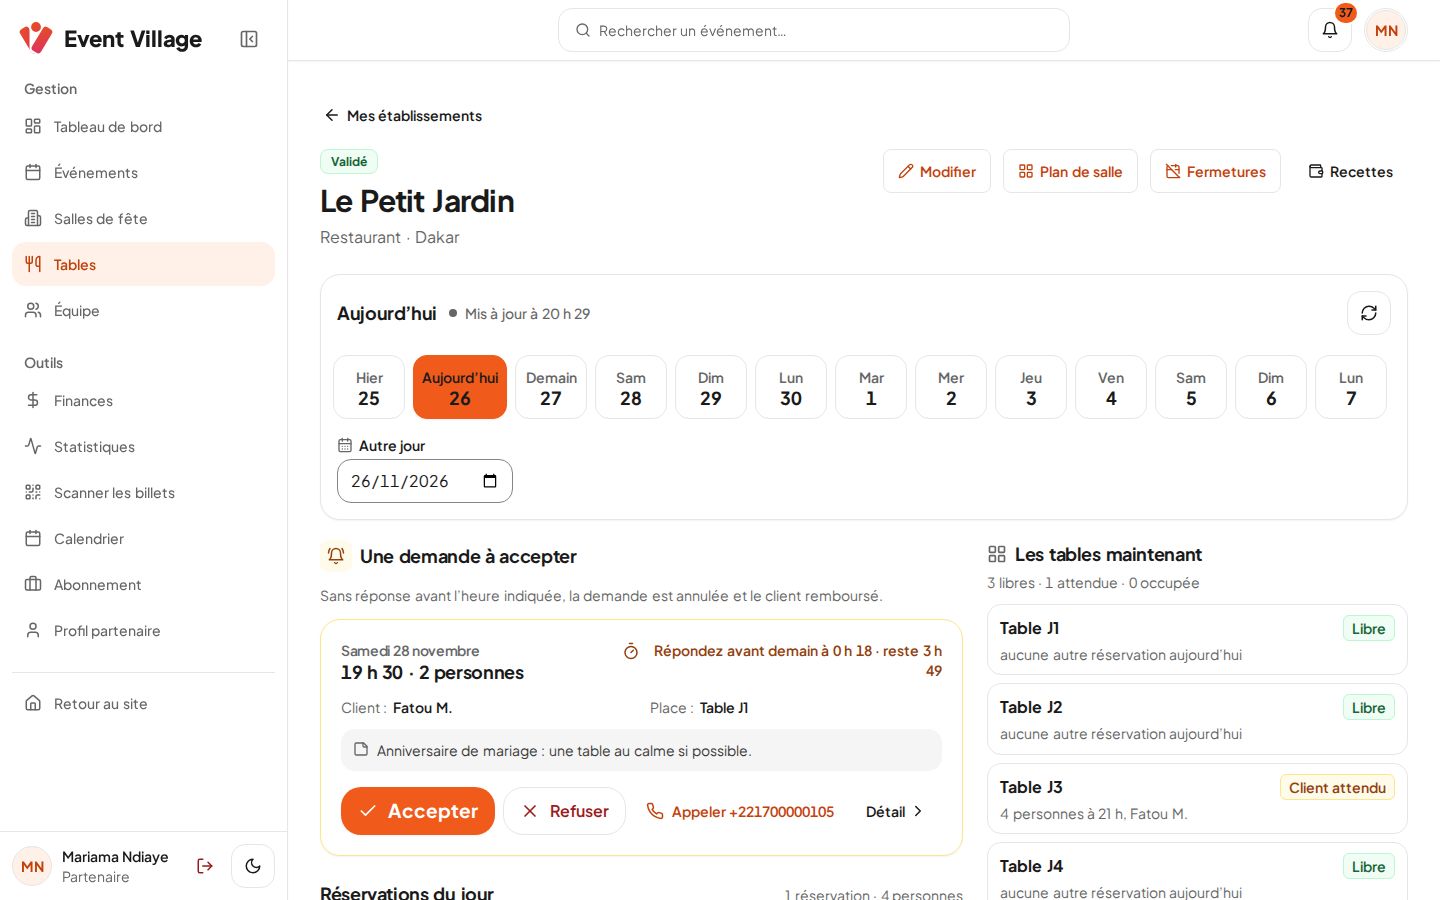 Event Village
Rechercher un événement…
37
MN
Gestion
Tableau de bord
Événements
Salles de fête
Tables
Équipe
Outils
Finances
Statistiques
Scanner les billets
Calendrier
Abonnement
Profil partenaire
Retour au site
MN
Mariama Ndiaye
Partenaire
Mes établissements
Validé
Le Petit Jardin
Restaurant · Dakar
Modifier
Plan de salle
Fermetures
Recettes
Aujourd’hui
Mis à jour à 20 h 29
Hier 25
Aujourd’hui 26
Demain 27
Sam 28
Dim 29
Lun 30
Mar 1
Mer 2
Jeu 3
Ven 4
Sam 5
Dim 6
Lun 7
Autre jour
26/11/2026
Une demande à accepter
Sans réponse avant l’heure indiquée, la demande est annulée et le client remboursé.
Samedi 28 novembre
19 h 30 · 2 personnes
Répondez avant demain à 0 h 18 · reste 3 h
49
Client : Fatou M.
Place : Table J1
Anniversaire de mariage : une table au calme si possible.
Accepter
Refuser
Appeler +221700000105
Détail
Réservations du jour
1 réservation · 4 personnes
Les tables maintenant
3 libres · 1 attendue · 0 occupée
Table J1
Libre
aucune autre réservation aujourd’hui
Table J2
Libre
aucune autre réservation aujourd’hui
Table J3
Client attendu
4 personnes à 21 h, Fatou M.
Table J4
Libre
aucune autre réservation aujourd’hui